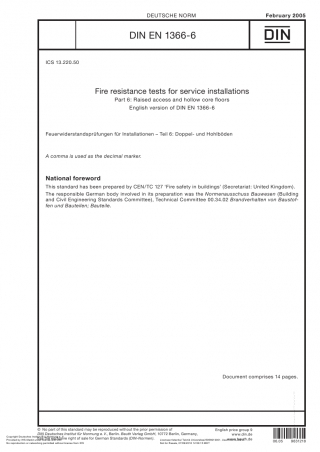 DEUTSCHE NORM
February 2005
DIN EN 1366-6
DIN
ICS 13.220.50
Fire resistance tests for service installations
Part 6: Raised access and hollow core floors
English version of DIN EN 1366-6
Feuerwiderstandsprüfungen für Installationen – Teil 6: Doppel- und Hohlböden
A comma is used as the decimal marker.
National foreword
This standard has been prepared by CEN/TC 127 'Fire safety in buildings' (Secretariat: United Kingdom).
The responsible German body involved in its preparation was the Normenausschuss Bauwesen (Building
and Civil Engineering Standards Committee), Technical Committee 00.34.02 Brandverhalten von Baustof-
fen und Bauteilen; Bauteile.
Document comprises 14 pages.
No part of this standard may be reproduced without the prior permission of
DIN Deutsches Institut für Normung e. V., Berlin. Beuth Verlag GmbH, 10772 Berlin, Germany,
has the right of sale for German Standards (DIN-Normen).
English price group
www.din.de
www.beuth.de